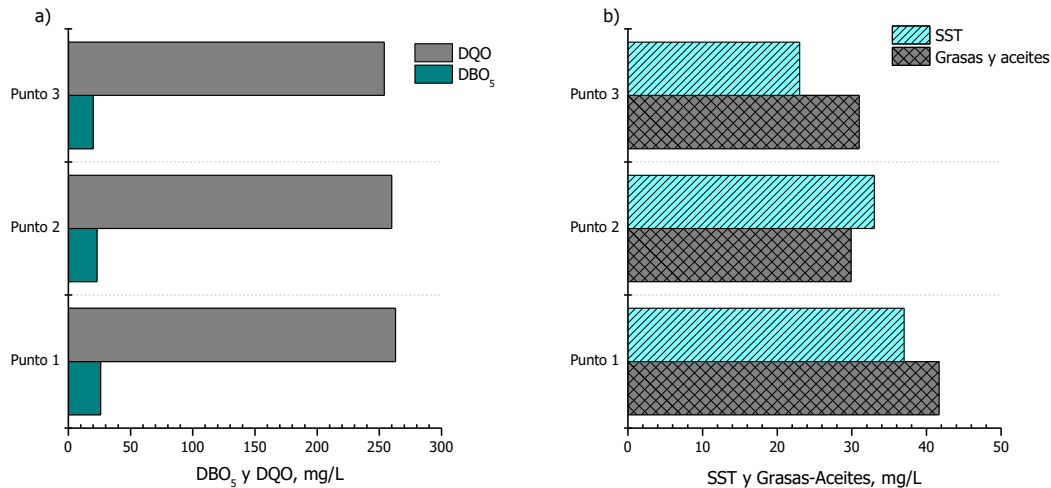 a)
DQO
DBO₅
Punto 3
Punto 2
Punto 1
0 50 100 150 200 250 300
DBO₅ y DQO, mg/L
b)
SST
Grasas y aceites
Punto 3
Punto 2
Punto 1
0 10 20 30 40 50
SST y Grasas-Aceites, mg/L